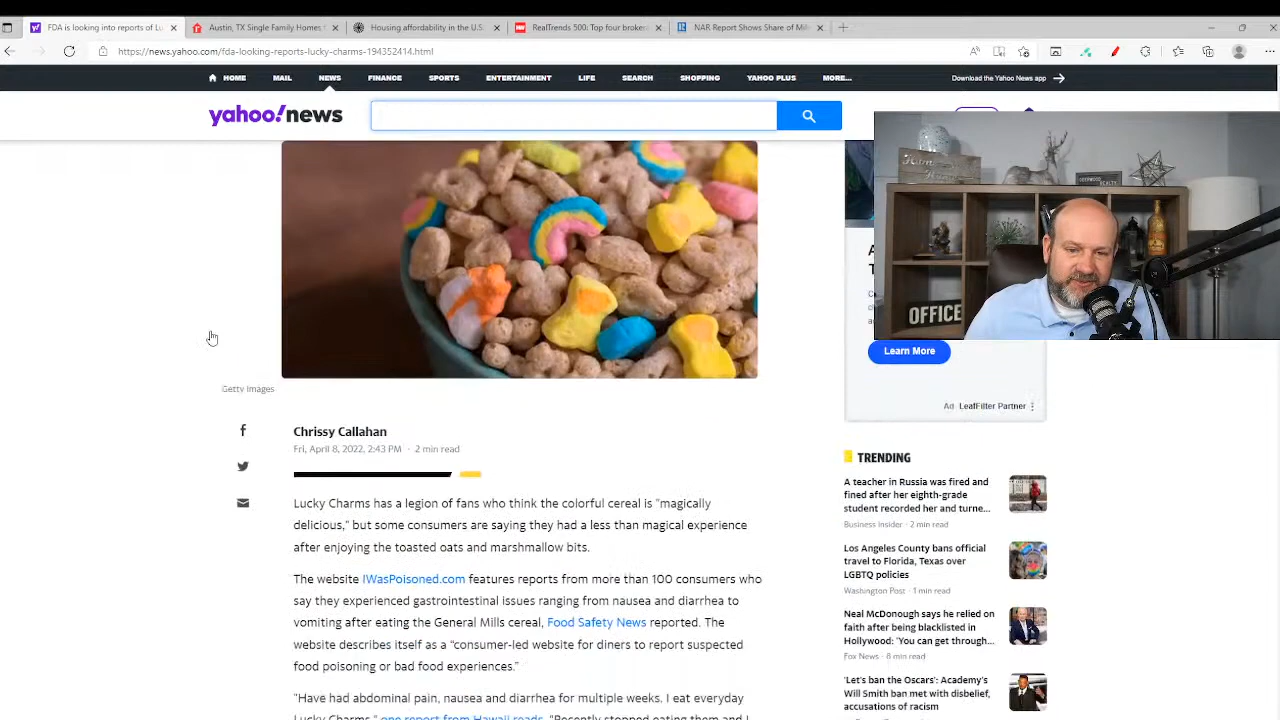 FDA is looking into reports of Lu
Austin, TX Single Family Homes f
Housing affordability in the U.S.
RealTrends 500: Top four broker
NAR Report Shows Share of Mil
https://news.yahoo.com/fda-looking-reports-lucky-charms-194352414.html
HOME MAIL NEWS FINANCE SPORTS ENTERTAINMENT LIFE SEARCH SHOPPING YAHOO PLUS MORE...
Download the Yahoo News app
yahoo!news
OFFICE
Learn More
Ad LeafFilter Partner
Getty Images
Chrissy Callahan
Fri, April 8, 2022, 2:43 PM · 2 min read
Lucky Charms has a legion of fans who think the colorful cereal is "magically
delicious," but some consumers are saying they had a less than magical experience
after enjoying the toasted oats and marshmallow bits.
The website IWasPoisoned.com features reports from more than 100 consumers who
say they experienced gastrointestinal issues ranging from nausea and diarrhea to
vomiting after eating the General Mills cereal, Food Safety News reported. The
website describes itself as a “consumer-led website for diners to report suspected
food poisoning or bad food experiences.”
"Have had abdominal pain, nausea and diarrhea for multiple weeks. I eat everyday
Lucky Charms," one report from Hawaii reads. "Recently stopped eating them and I
TRENDING
A teacher in Russia was fired and
fined after her eighth-grade
student recorded her and turne...
Business Insider · 2 min read
Los Angeles County bans official
travel to Florida, Texas over
LGBTQ policies
Washington Post · 1 min read
Neal McDonough says he relied on
faith after being blacklisted in
Hollywood: 'You can get through...
Fox News · 8 min read
'Let's ban the Oscars': Academy's
Will Smith ban met with disbelief,
accusations of racism